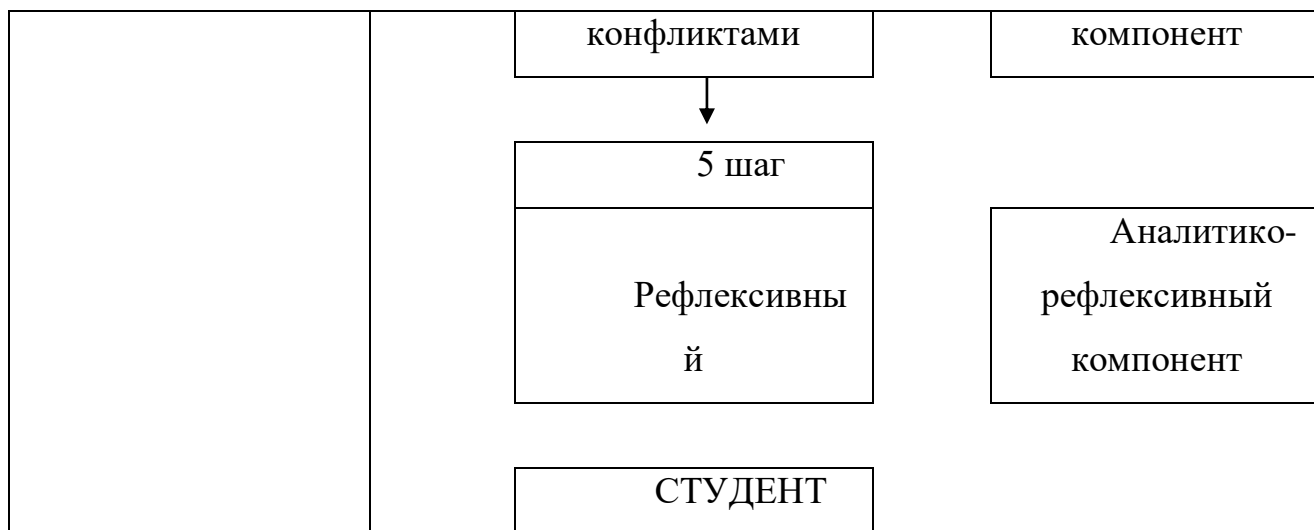 конфликтами
компонент
5 шаг
Рефлексивны
й
Аналитико-
рефлексивный
компонент
СТУДЕНТ